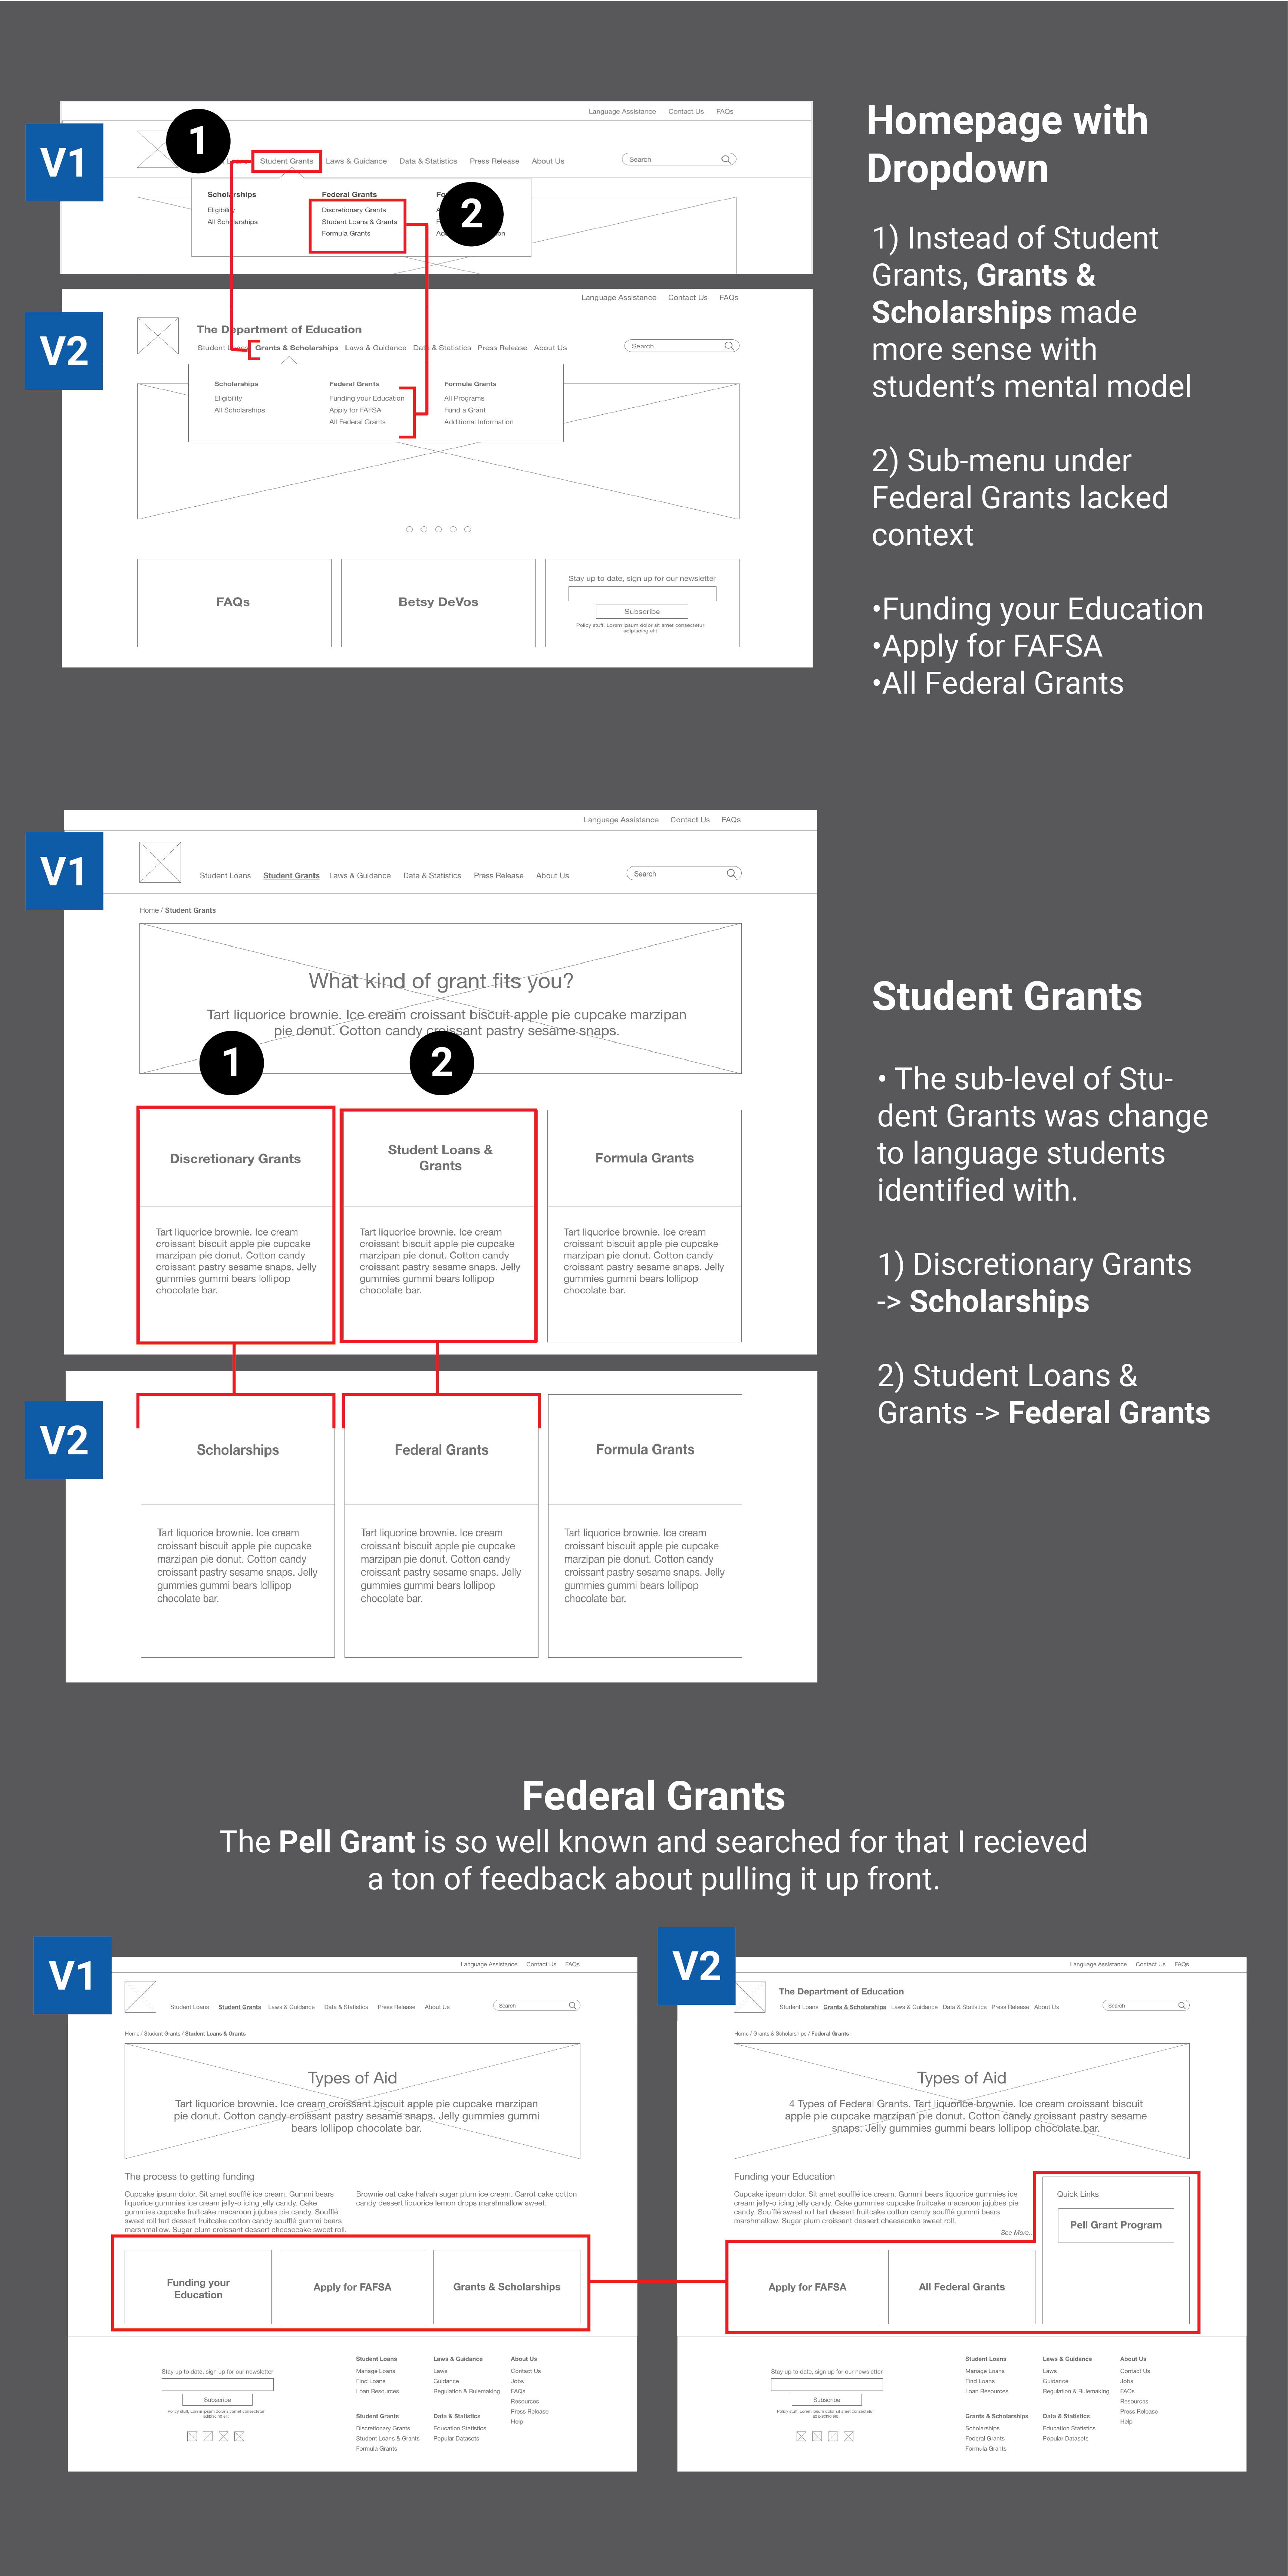 Homepage with
Dropdown
1) Instead of Student
Grants, Grants &
Scholarships made
more sense with
student's mental model
2) Sub-menu under
Federal Grants lacked
context
•Funding your Education
•Apply for FAFSA
•All Federal Grants
V1
1
2
Language Assistance Contact Us FAQs
Student Grants Laws & Guidance Data & Statistics Press Release About Us
Search
Scholarships Federal Grants
Eligibility Discretionary Grants
All Scholarships Student Loans & Grants
Formula Grants
V2
Language Assistance Contact Us FAQs
The Department of Education
Student Loans Grants & Scholarships Laws & Guidance Data & Statistics Press Release About Us
Search
Scholarships Federal Grants Formula Grants
Eligibility Funding your Education All Programs
All Scholarships Apply for FAFSA Fund a Grant
All Federal Grants Additional Information
FAQs
Betsy DeVos
Stay up to date, sign up for our newsletter
Subscribe
Policy stuff, Lorem ipsum dolor sit amet consectetur
adipiscing elit
V1
Language Assistance Contact Us FAQs
Student Loans Student Grants Laws & Guidance Data & Statistics Press Release About Us
Search
Home / Student Grants
What kind of grant fits you?
Tart liquorice brownie. Ice cream croissant biscuit apple pie cupcake marzipan
pie donut. Cotton candy croissant pastry sesame snaps.
1
2
Discretionary Grants
Tart liquorice brownie. Ice cream
croissant biscuit apple pie cupcake
marzipan pie donut. Cotton candy
croissant pastry sesame snaps. Jelly
gummies gummi bears lollipop
chocolate bar.
Student Loans &
Grants
Tart liquorice brownie. Ice cream
croissant biscuit apple pie cupcake
marzipan pie donut. Cotton candy
croissant pastry sesame snaps. Jelly
gummies gummi bears lollipop
chocolate bar.
Formula Grants
Tart liquorice brownie. Ice cream
croissant biscuit apple pie cupcake
marzipan pie donut. Cotton candy
croissant pastry sesame snaps. Jelly
gummies gummi bears lollipop
chocolate bar.
Student Grants
• The sub-level of Stu-
dent Grants was change
to language students
identified with.
1) Discretionary Grants
-> Scholarships
2) Student Loans &
Grants -> Federal Grants
V2
Scholarships
Tart liquorice brownie. Ice cream
croissant biscuit apple pie cupcake
marzipan pie donut. Cotton candy
croissant pastry sesame snaps. Jelly
gummies gummi bears lollipop
chocolate bar.
Federal Grants
Tart liquorice brownie. Ice cream
croissant biscuit apple pie cupcake
marzipan pie donut. Cotton candy
croissant pastry sesame snaps. Jelly
gummies gummi bears lollipop
chocolate bar.
Formula Grants
Tart liquorice brownie. Ice cream
croissant biscuit apple pie cupcake
marzipan pie donut. Cotton candy
croissant pastry sesame snaps. Jelly
gummies gummi bears lollipop
chocolate bar.
Federal Grants
The Pell Grant is so well known and searched for that I recieved
a ton of feedback about pulling it up front.
V1
Language Assistance Contact Us FAQs
Student Loans Student Grants Laws & Guidance Data & Statistics Press Release About Us
Search
Home / Student Grants / Student Loans & Grants
Types of Aid
Tart liquorice brownie. Ice cream croissant biscuit apple pie cupcake marzipan
pie donut. Cotton candy croissant pastry sesame snaps. Jelly gummies gummi
bears lollipop chocolate bar.
The process to getting funding
Cupcake ipsum dolor. Sit amet soufflé ice cream. Gummi bears
liquorice gummies ice cream jelly-o icing jelly candy. Cake
gummies cupcake fruitcake macaroon jujubes pie candy. Soufflé
sweet roll tart dessert fruitcake cotton candy soufflé gummi bears
marshmallow. Sugar plum croissant dessert cheesecake sweet roll.
Brownie oat cake halvah sugar plum ice cream. Carrot cake cotton
candy dessert liquorice lemon drops marshmallow sweet.
Funding your
Education
Apply for FAFSA
Grants & Scholarships
Stay up to date, sign up for our newsletter
Subscribe
Policy stuff, Lorem ipsum dolor sit amet consectetur
adipiscing elit
Student Loans
Manage Loans
Find Loans
Loan Resources
Student Grants
Discretionary Grants
Student Loans & Grants
Formula Grants
Laws & Guidance
Laws
Guidance
Regulation & Rulemaking
Data & Statistics
Education Statistics
Popular Datasets
About Us
Contact Us
Jobs
FAQs
Resources
Press Release
Help
V2
Language Assistance Contact Us FAQs
The Department of Education
Student Loans Grants & Scholarships Laws & Guidance Data & Statistics Press Release About Us
Search
Home / Grants & Scholarships / Federal Grants
Types of Aid
4 Types of Federal Grants. Tart liquorice brownie. Ice cream croissant biscuit
apple pie cupcake marzipan pie donut. Cotton candy croissant pastry sesame
snaps. Jelly gummies gummi bears lollipop chocolate bar.
Funding your Education
Cupcake ipsum dolor. Sit amet soufflé ice cream. Gummi bears liquorice gummies ice
cream jelly-o icing jelly candy. Cake gummies cupcake fruitcake macaroon jujubes pie
candy. Soufflé sweet roll tart dessert fruitcake cotton candy soufflé gummi bears
marshmallow. Sugar plum croissant dessert cheesecake sweet roll.
See More...
Quick Links
Pell Grant Program
Apply for FAFSA
All Federal Grants
Stay up to date, sign up for our newsletter
Subscribe
Policy stuff, Lorem ipsum dolor sit amet consectetur
adipiscing elit
Student Loans
Manage Loans
Find Loans
Loan Resources
Grants & Scholarships
Scholarships
Federal Grants
Formula Grants
Laws & Guidance
Laws
Guidance
Regulation & Rulemaking
Data & Statistics
Education Statistics
Popular Datasets
About Us
Contact Us
Jobs
FAQs
Resources
Press Release
Help